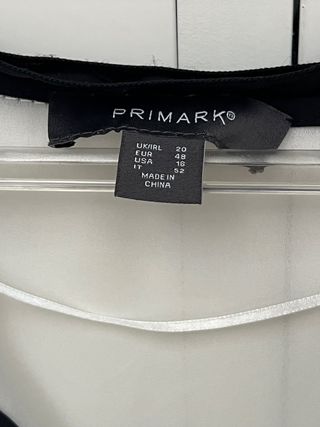 PRIMARK®
UK/IRL 20
EUR 48
USA 16
IT 52
MADE IN
CHINA